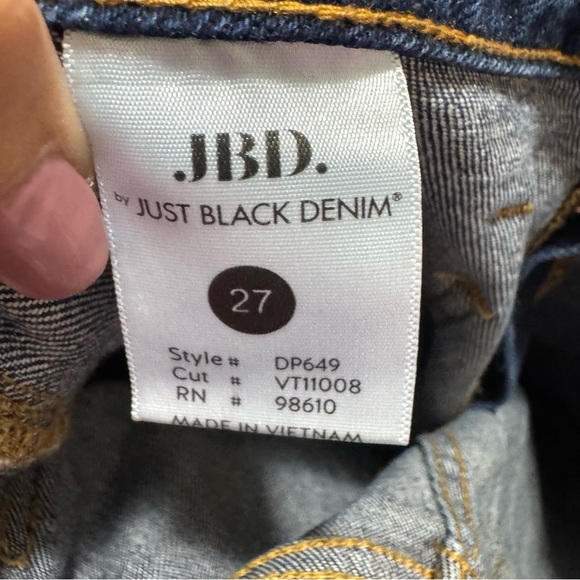 JBD.
by JUST BLACK DENIM®
27
Style # DP649
Cut # VT11008
RN # 98610
MADE IN VIETNAM